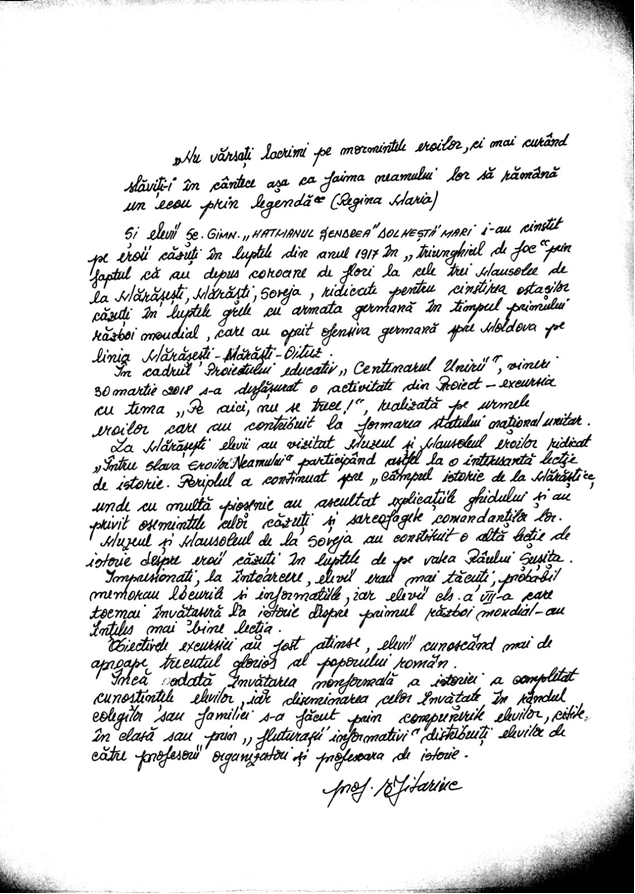 „Nu vărsați lacrimi pe mormintele eroilor, ci mai curând
slăviți-i în cântece așa ca faima neamului lor să rămână
un ecou prin legendă“ (Regina Maria)
Și elevii Șc. GIMN. „HATMANUL ȘENDREA“ DOLHEȘTII MARI i-au cinstit
pe eroii căzuți în luptele din anul 1917 în „triunghiul de foc“ prin
faptul că au depus coroane de flori la cele trei Mausolee de
la Mărășești, Mărăști, Soveja, ridicate pentru cinstirea ostașilor
căzuți în luptele grele cu armata germană în timpul primului
război mondial, care au oprit ofensiva germană spre Moldova pe
linia Mărășești - Mărăști - Oituz.
În cadrul Proiectului educativ „Centenarul Unirii“, vineri
30 martie 2018 s-a desfășurat o activitate din Proiect - excursia
cu tema „Pe aici, nu se trece!“, realizată pe urmele
eroilor care au contribuit la formarea statului național unitar.
La Mărășești elevii au vizitat Muzeul și Mausoleul eroilor ridicat
„Întru slava Eroilor Neamului“ participând astfel la o interesantă lecție
de istorie. Periplul a continuat spre „câmpul istoric de la Mărăști“,
unde cu multă pioșenie au ascultat explicațiile ghidului și au
privit osemintele celor căzuți și sarcofagele comandanților lor.
Muzeul și Mausoleul de la Soveja au constituit o altă lecție de
istorie despre eroii căzuți în luptele de pe valea Râului Șușița.
Impresionați, la întoarcere, elevii erau mai tăcuți, probabil
memorau locurile și informațiile, iar elevii cls. a VII-a care
tocmai învățaseră la istorie despre primul război mondial - au
înțeles mai bine lecția.
Obiectivele excursiei au fost atinse, elevii cunoscând mai de
aproape trecutul glorios al poporului român.
Încă odată învățarea nonformală a istoriei a completat
cunoștințele elevilor, iar diseminarea celor învățate în rândul
colegilor sau familiei s-a făcut prin compunerile elevilor, citite
în clasă sau prin „fluturașii informativi“ distribuiți elevilor de
către profesorii organizatori și profesoara de istorie.
prof.